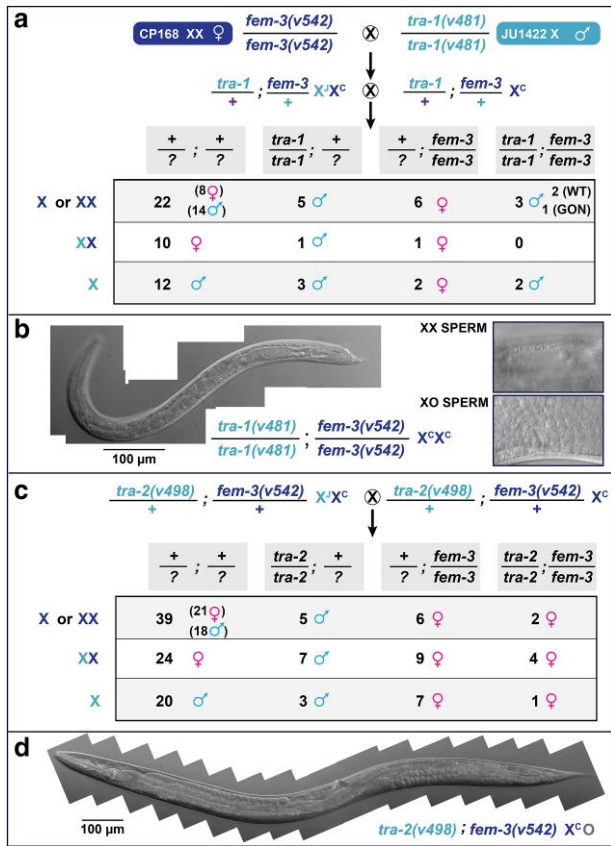 a
CP168 XX ♀ fem-3(v542) / fem-3(v542) ⊗ tra-1(v481) / tra-1(v481) JU1422 X ♂
tra-1 / + ; fem-3 / + XᴶXᶜ ⊗ tra-1 / + ; fem-3 / + Xᶜ
+ / ? ; + / ? tra-1 / tra-1 ; + / ? + / ? ; fem-3 / fem-3 tra-1 / tra-1 ; fem-3 / fem-3
X or XX 22 (8♀) (14♂) 5 ♂ 6 ♀ 3 ♂ 2 (WT) 1 (GON)
XX 10 ♀ 1 ♂ 1 ♀ 0
X 12 ♂ 3 ♂ 2 ♀ 2 ♂
b
XX SPERM
XO SPERM
100 µm
tra-1(v481) / tra-1(v481) ; fem-3(v542) / fem-3(v542) XᶜXᶜ
c
tra-2(v498) / + ; fem-3(v542) / + XᴶXᶜ ⊗ tra-2(v498) / + ; fem-3(v542) / + Xᶜ
+ / ? ; + / ? tra-2 / tra-2 ; + / ? + / ? ; fem-3 / fem-3 tra-2 / tra-2 ; fem-3 / fem-3
X or XX 39 (21♀) (18♂) 5 ♂ 6 ♀ 2 ♀
XX 24 ♀ 7 ♂ 9 ♀ 4 ♀
X 20 ♂ 3 ♂ 7 ♀ 1 ♀
d
100 µm
tra-2(v498) ; fem-3(v542) XᶜO